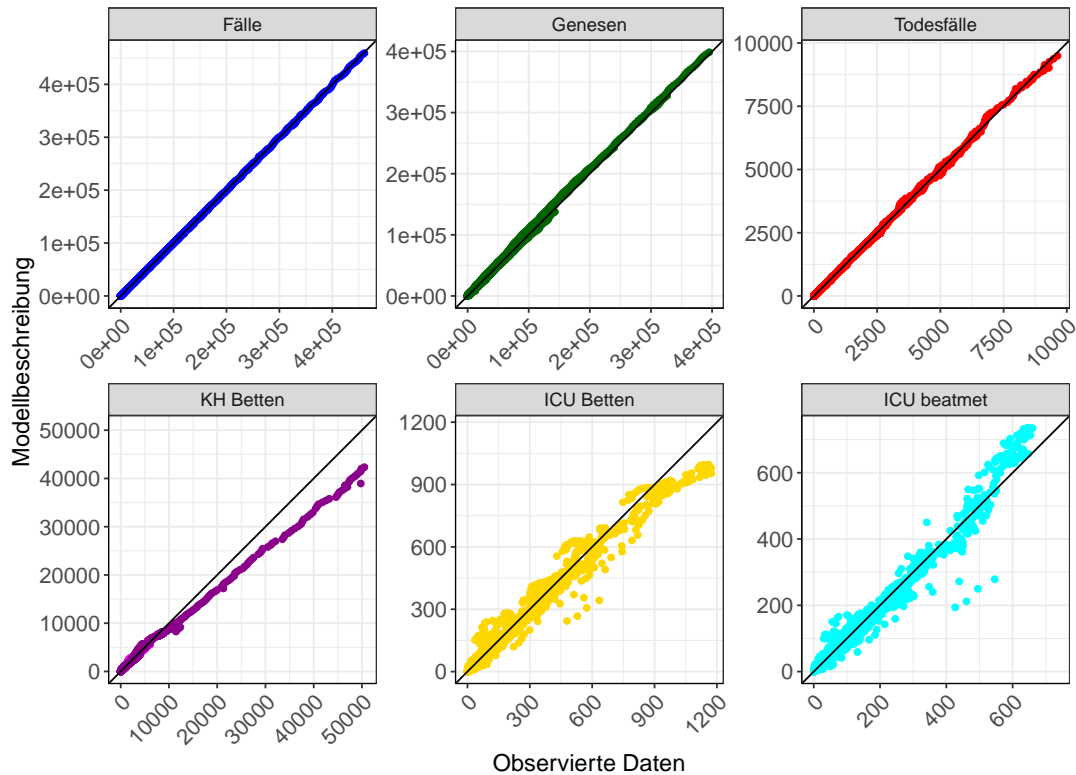 Fälle
Genesen
Todesfälle
4e+05
3e+05
2e+05
1e+05
0e+00
0e+00
1e+05
2e+05
3e+05
4e+05
4e+05
3e+05
2e+05
1e+05
0e+00
0e+00
1e+05
2e+05
3e+05
4e+05
10000
7500
5000
2500
0
0
2500
5000
7500
10000
Modellbeschreibung
KH Betten
ICU Betten
ICU beatmet
50000
40000
30000
20000
10000
0
0
10000
20000
30000
40000
50000
1200
900
600
300
0
0
300
600
900
1200
600
400
200
0
0
200
400
600
Observierte Daten